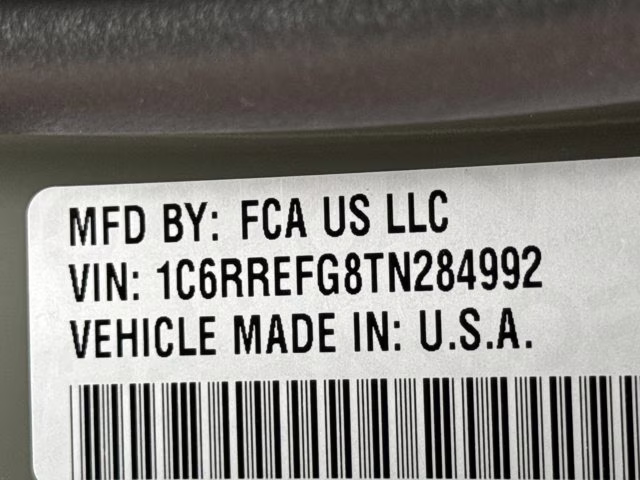 MFD BY: FCA US LLC
VIN: 1C6RREFG8TN284992
VEHICLE MADE IN: U.S.A.